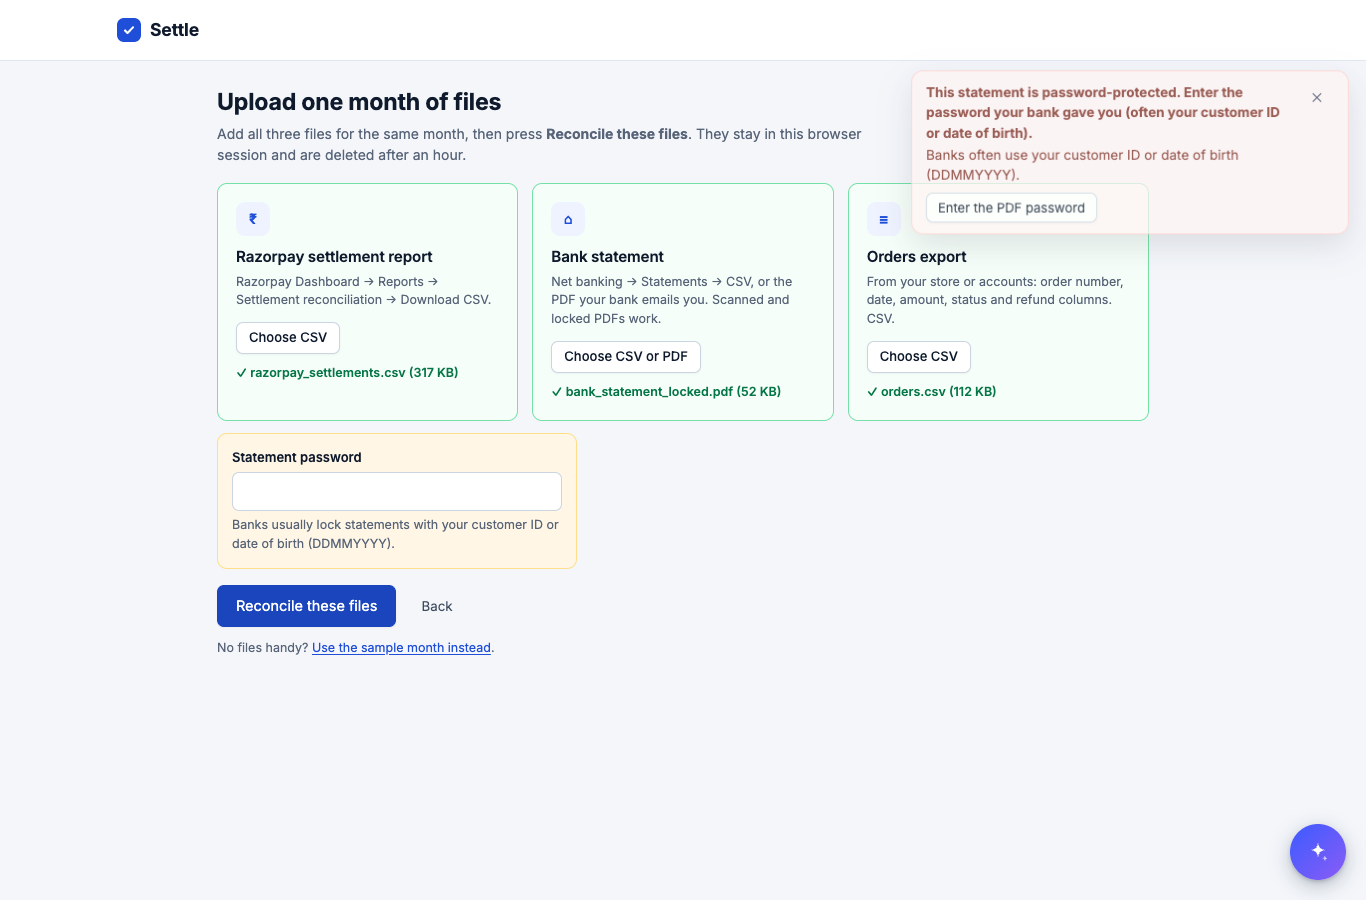 Settle
Upload one month of files
Add all three files for the same month, then press Reconcile these files. They stay in this browser
session and are deleted after an hour.
This statement is password-protected. Enter the
password your bank gave you (often your customer ID
or date of birth).
Banks often use your customer ID or date of birth
(DDMMYYYY).
Enter the PDF password
₹
Razorpay settlement report
Razorpay Dashboard → Reports →
Settlement reconciliation → Download CSV.
Choose CSV
✓ razorpay_settlements.csv (317 KB)
Bank statement
Net banking → Statements → CSV, or the
PDF your bank emails you. Scanned and
locked PDFs work.
Choose CSV or PDF
✓ bank_statement_locked.pdf (52 KB)
Orders export
From your store or accounts: order number,
date, amount, status and refund columns.
CSV.
Choose CSV
✓ orders.csv (112 KB)
Statement password
Banks usually lock statements with your customer ID or
date of birth (DDMMYYYY).
Reconcile these files
Back
No files handy? Use the sample month instead.